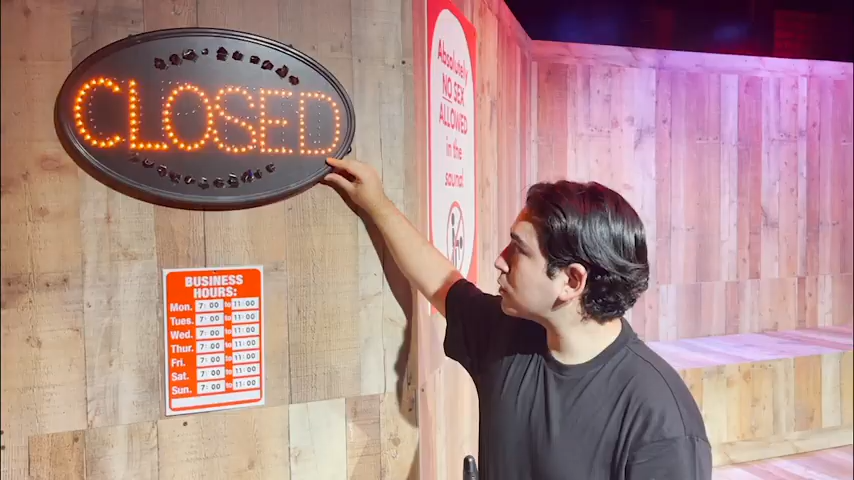 CLOSED
BUSINESS
HOURS:
Mon. 7:00 to 11:00
Tues. 7:00 to 11:00
Wed. 7:00 to 11:00
Thur. 7:00 to 11:00
Fri. 7:00 to 11:00
Sat. 7:00 to 11:00
Sun. 7:00 to 11:00
Absolutely
NO SEX
ALLOWED
in the
sauna!